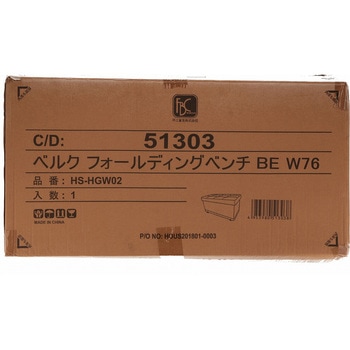 FDC
C/D: 51303
ベルク フォールディングベンチ BE W76
品 番 : HS-HGW02
入 数 : 1
MADE IN CHINA
P/O NO: HOUS201801-0003